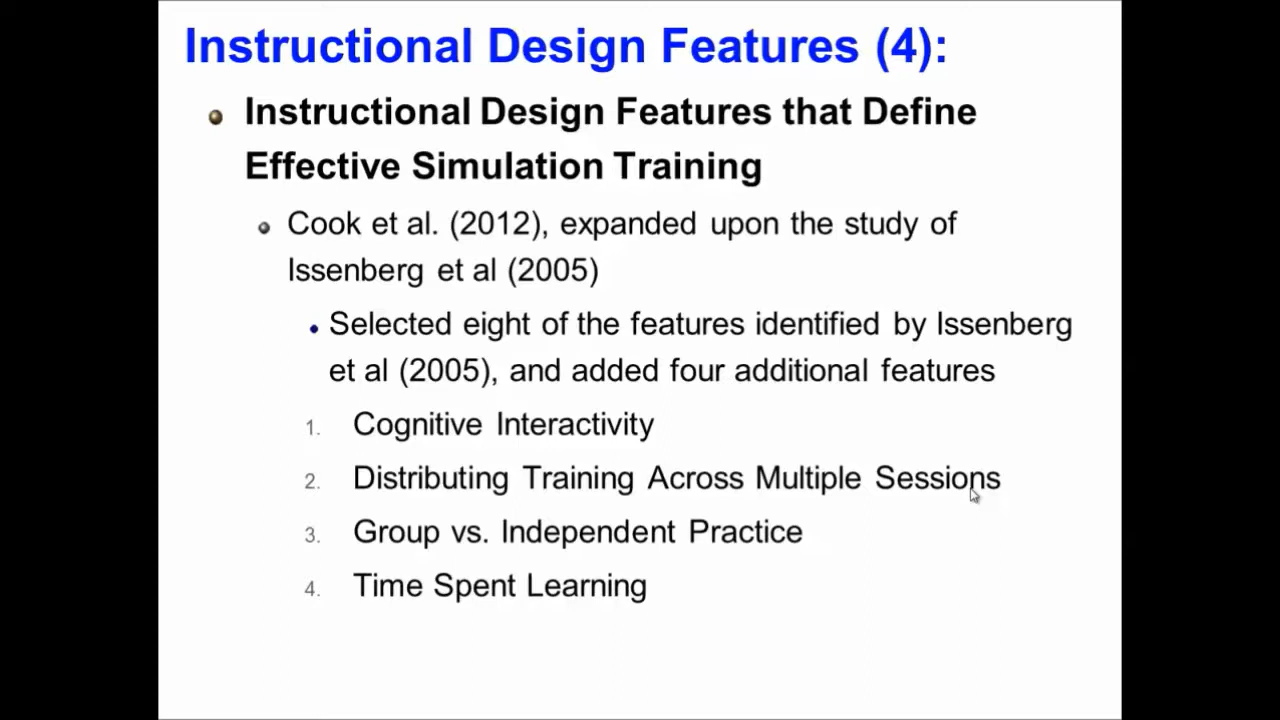 Instructional Design Features (4):
Instructional Design Features that Define
Effective Simulation Training
Cook et al. (2012), expanded upon the study of
Issenberg et al (2005)
Selected eight of the features identified by Issenberg
et al (2005), and added four additional features
1. Cognitive Interactivity
2. Distributing Training Across Multiple Sessions
3. Group vs. Independent Practice
4. Time Spent Learning